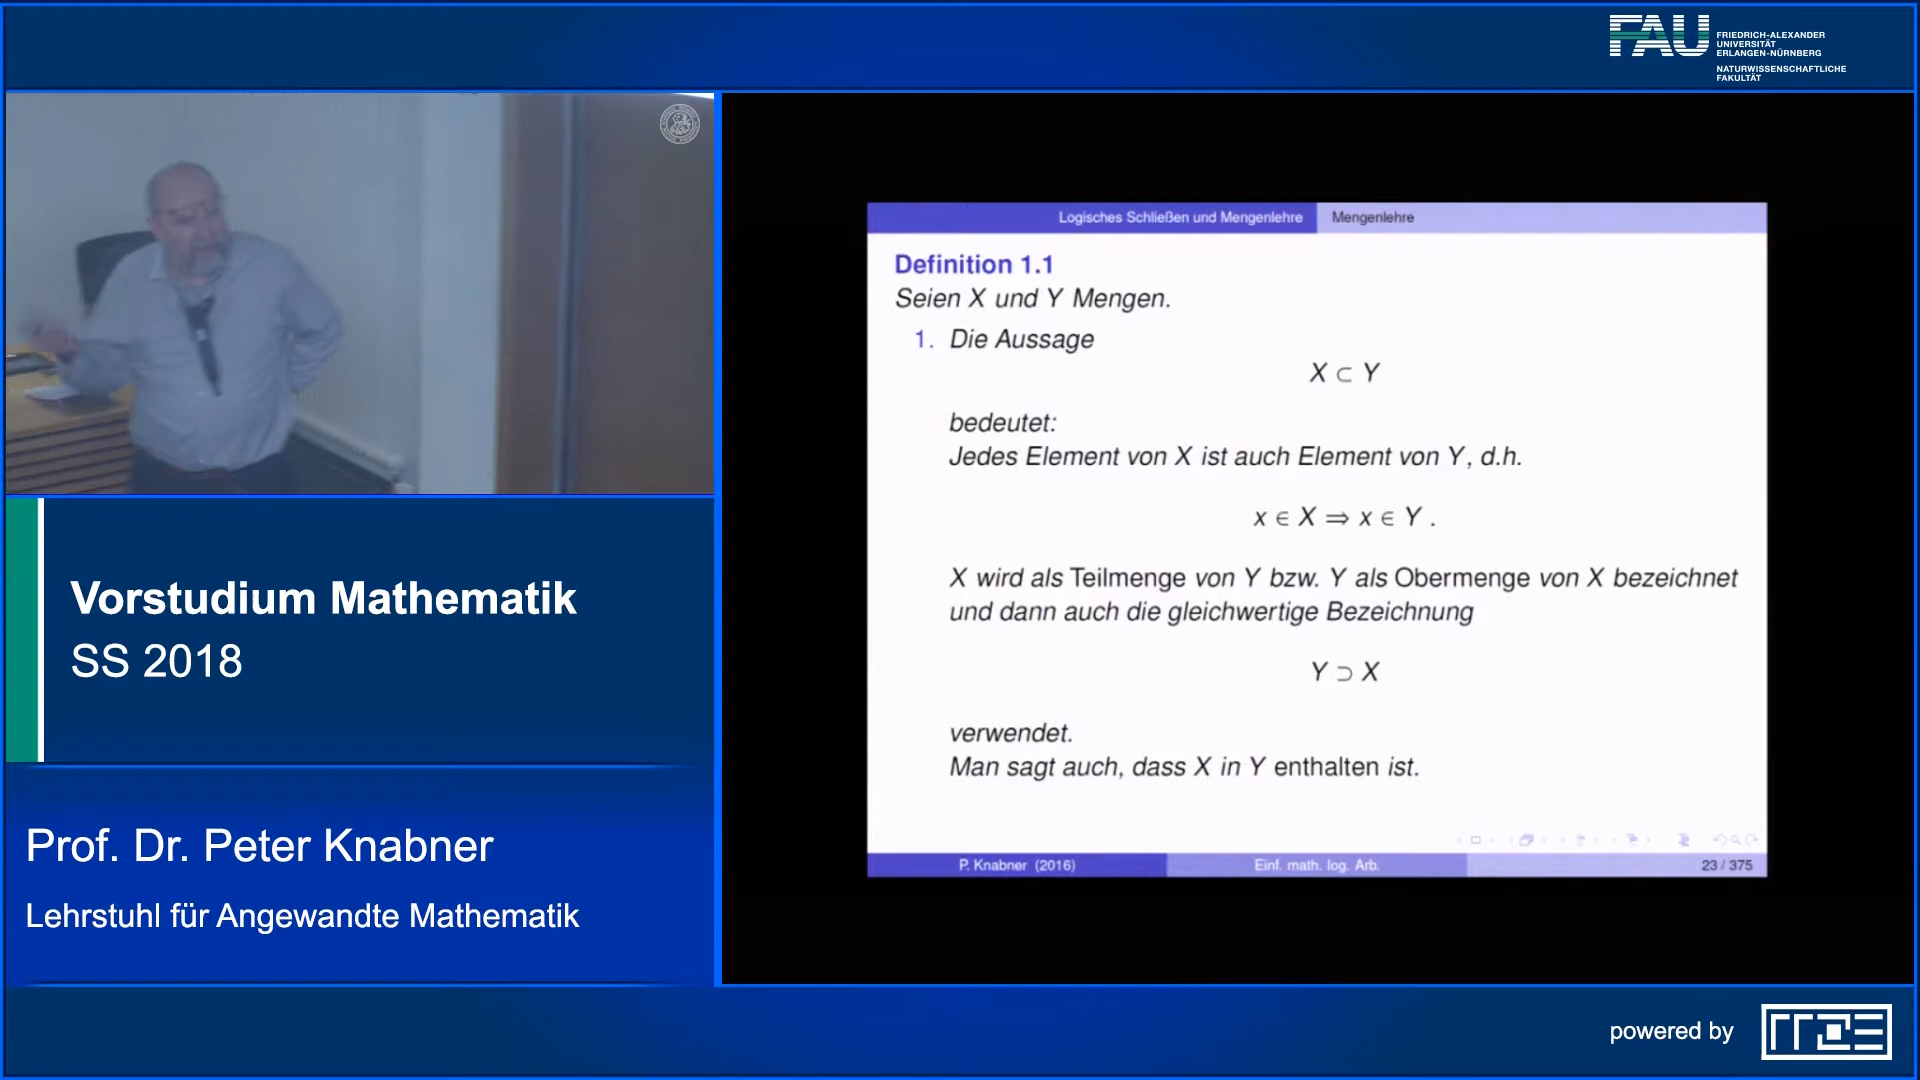 FAU
FRIEDRICH-ALEXANDER
UNIVERSITÄT
ERLANGEN-NÜRNBERG
NATURWISSENSCHAFTLICHE
FAKULTÄT
Vorstudium Mathematik
SS 2018
Prof. Dr. Peter Knabner
Lehrstuhl für Angewandte Mathematik
Logisches Schließen und Mengenlehre
Mengenlehre
Definition 1.1
Seien X und Y Mengen.
1. Die Aussage
X ⊂ Y
bedeutet:
Jedes Element von X ist auch Element von Y, d.h.
x ∈ X ⇒ x ∈ Y .
X wird als Teilmenge von Y bzw. Y als Obermenge von X bezeichnet
und dann auch die gleichwertige Bezeichnung
Y ⊃ X
verwendet.
Man sagt auch, dass X in Y enthalten ist.
P. Knabner (2016)
Einf. math. log. Arb.
23 / 375
powered by
rrze